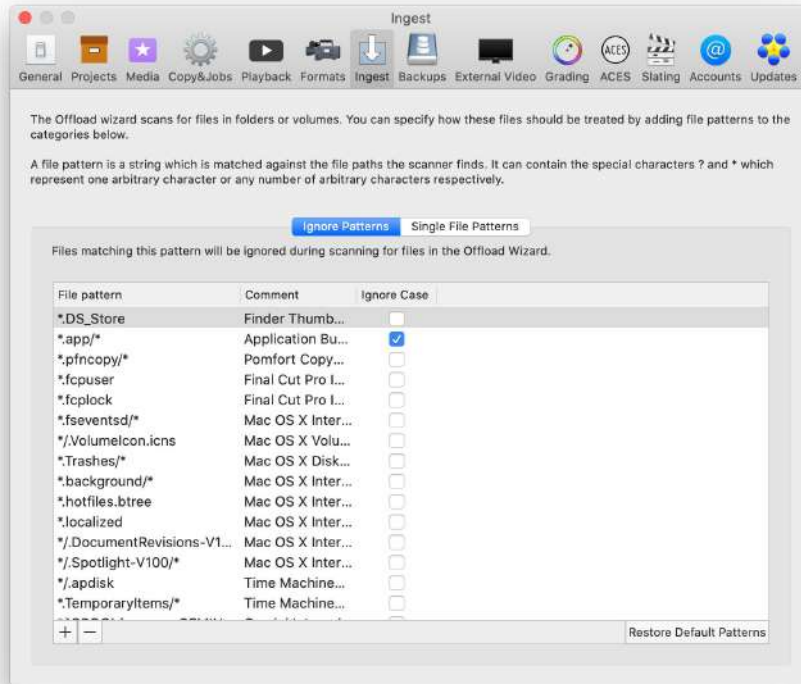 Ingest
General Projects Media Copy&Jobs Playback Formats Ingest Backups External Video Grading ACES Slating Accounts Updates
The Offload wizard scans for files in folders or volumes. You can specify how these files should be treated by adding file patterns to the
categories below.
A file pattern is a string which is matched against the file paths the scanner finds. It can contain the special characters ? and * which
represent one arbitrary character or any number of arbitrary characters respectively.
Ignore Patterns Single File Patterns
Files matching this pattern will be ignored during scanning for files in the Offload Wizard.
File pattern Comment Ignore Case
*.DS_Store Finder Thumb...
*.app/* Application Bu...
*.pfncopy/* Pomfort Copy...
*.fcpuser Final Cut Pro I...
*.fcplock Final Cut Pro I...
*.fseventsd/* Mac OS X Inter...
*/.VolumeIcon.icns Mac OS X Volu...
*.Trashes/* Mac OS X Disk...
*.background/* Mac OS X Inter...
*.hotfiles.btree Mac OS X Inter...
*.localized Mac OS X Inter...
*/.DocumentRevisions-V1... Mac OS X Inter...
*/.Spotlight-V100/* Mac OS X Inter...
*/.apdisk Time Machine...
*.TemporaryItems/* Time Machine...
+ − Restore Default Patterns